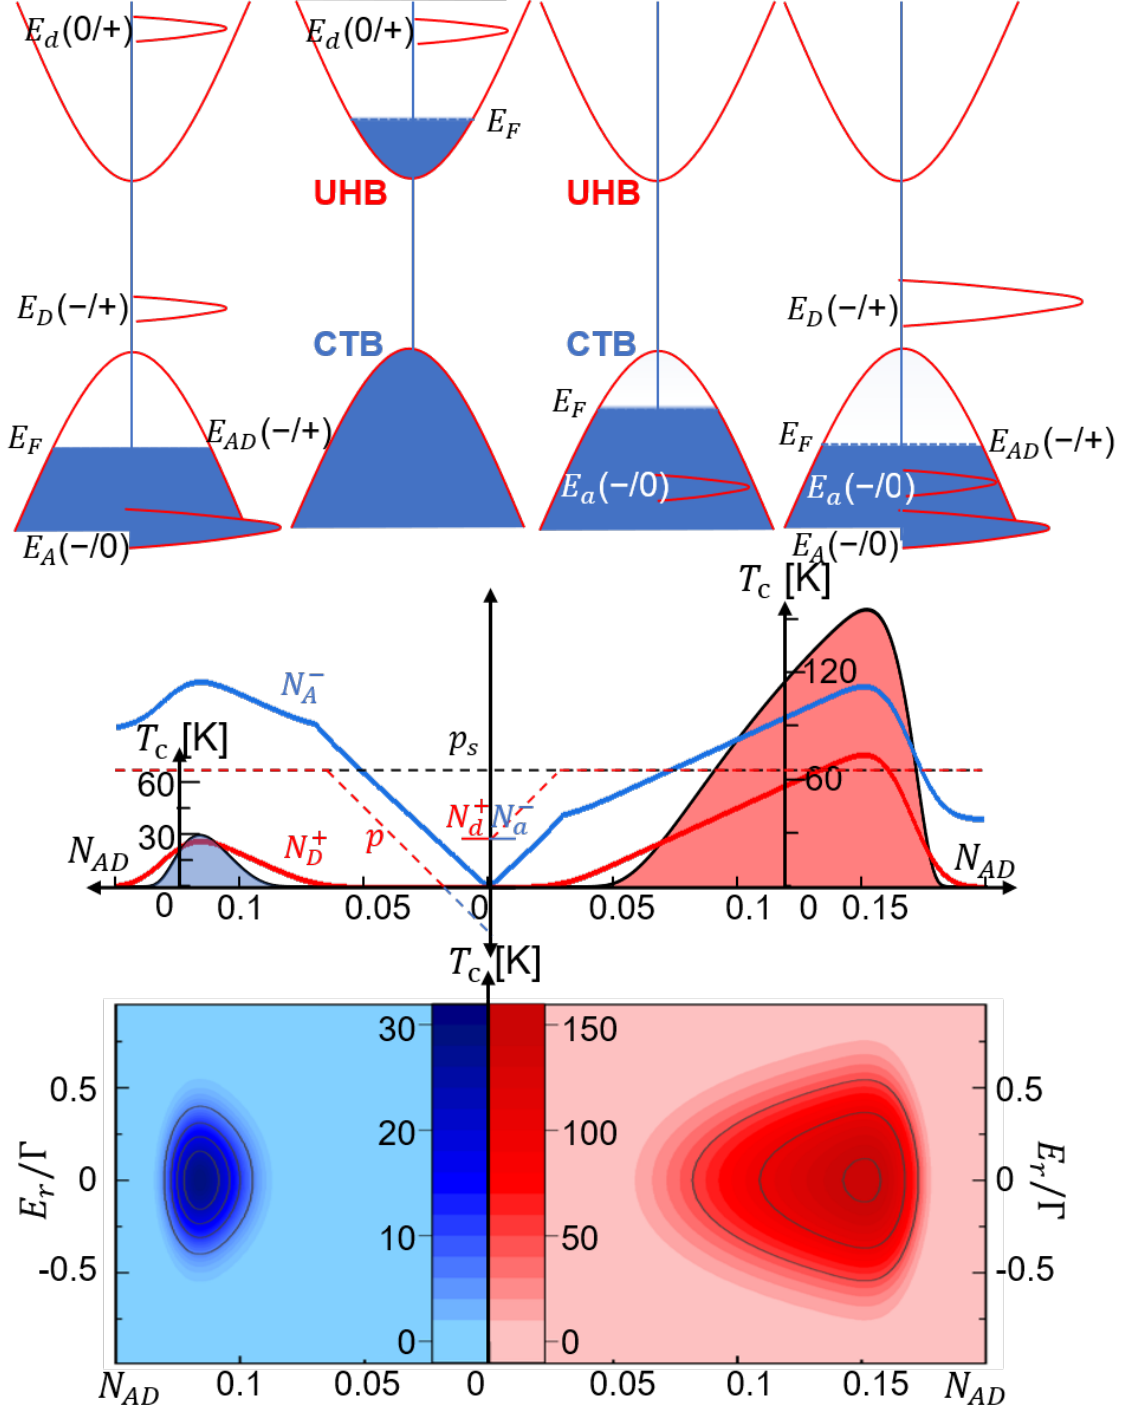 E_d(0/+)
E_d(0/+)
E_F
UHB
UHB
E_D(−/+)
E_D(−/+)
CTB
CTB
E_F
E_F
E_AD(−/+)
E_F
E_AD(−/+)
E_a(−/0)
E_a(−/0)
E_A(−/0)
E_A(−/0)
T_c [K]
N_A^−
120
T_c [K]
p_s
60
60
N_d^+
N_a^−
30
p
N_D^+
N_AD
N_AD
0
0.1
0.05
0
0.05
0.1
0
0.15
T_c [K]
30
150
0.5
0.5
20
100
E_r/Γ
0
0
E_r/Γ
10
50
-0.5
-0.5
0
0
N_AD
0.1
0.05
0
0.05
0.1
0.15
N_AD